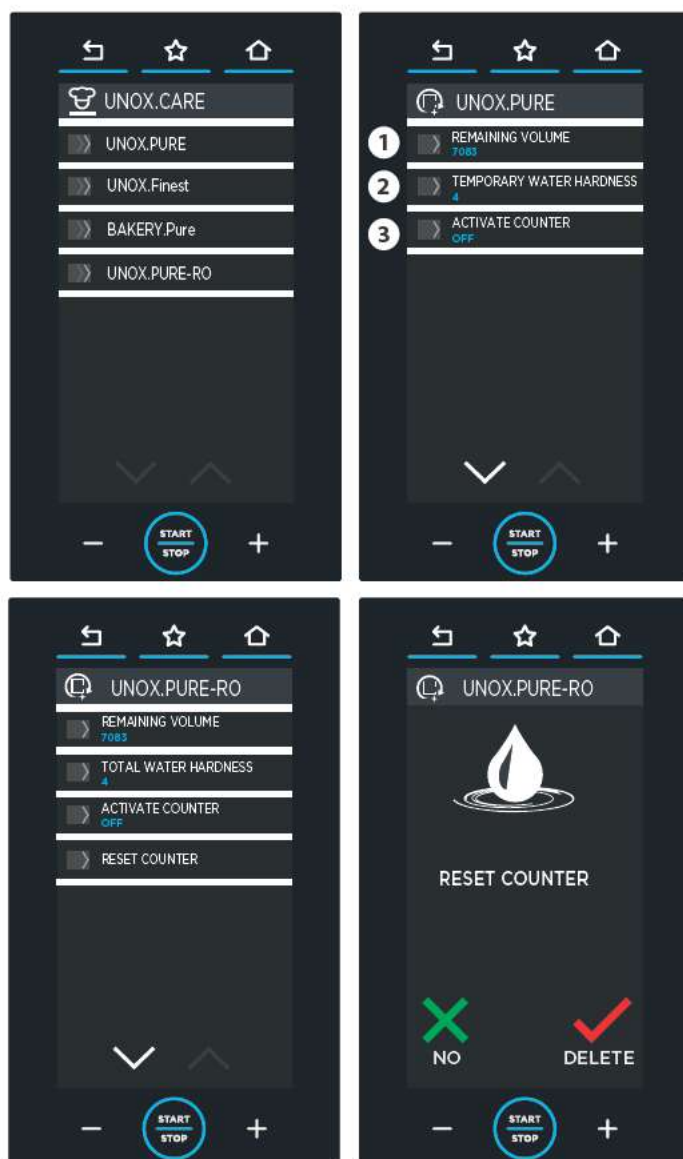 UNOX.CARE
UNOX.PURE
UNOX.Finest
BAKERY.Pure
UNOX.PURE-RO
START
STOP
UNOX.PURE
1
REMAINING VOLUME
7083
2
TEMPORARY WATER HARDNESS
4
3
ACTIVATE COUNTER
OFF
START
STOP
UNOX.PURE-RO
REMAINING VOLUME
7083
TOTAL WATER HARDNESS
4
ACTIVATE COUNTER
OFF
RESET COUNTER
START
STOP
UNOX.PURE-RO
RESET COUNTER
NO
DELETE
START
STOP